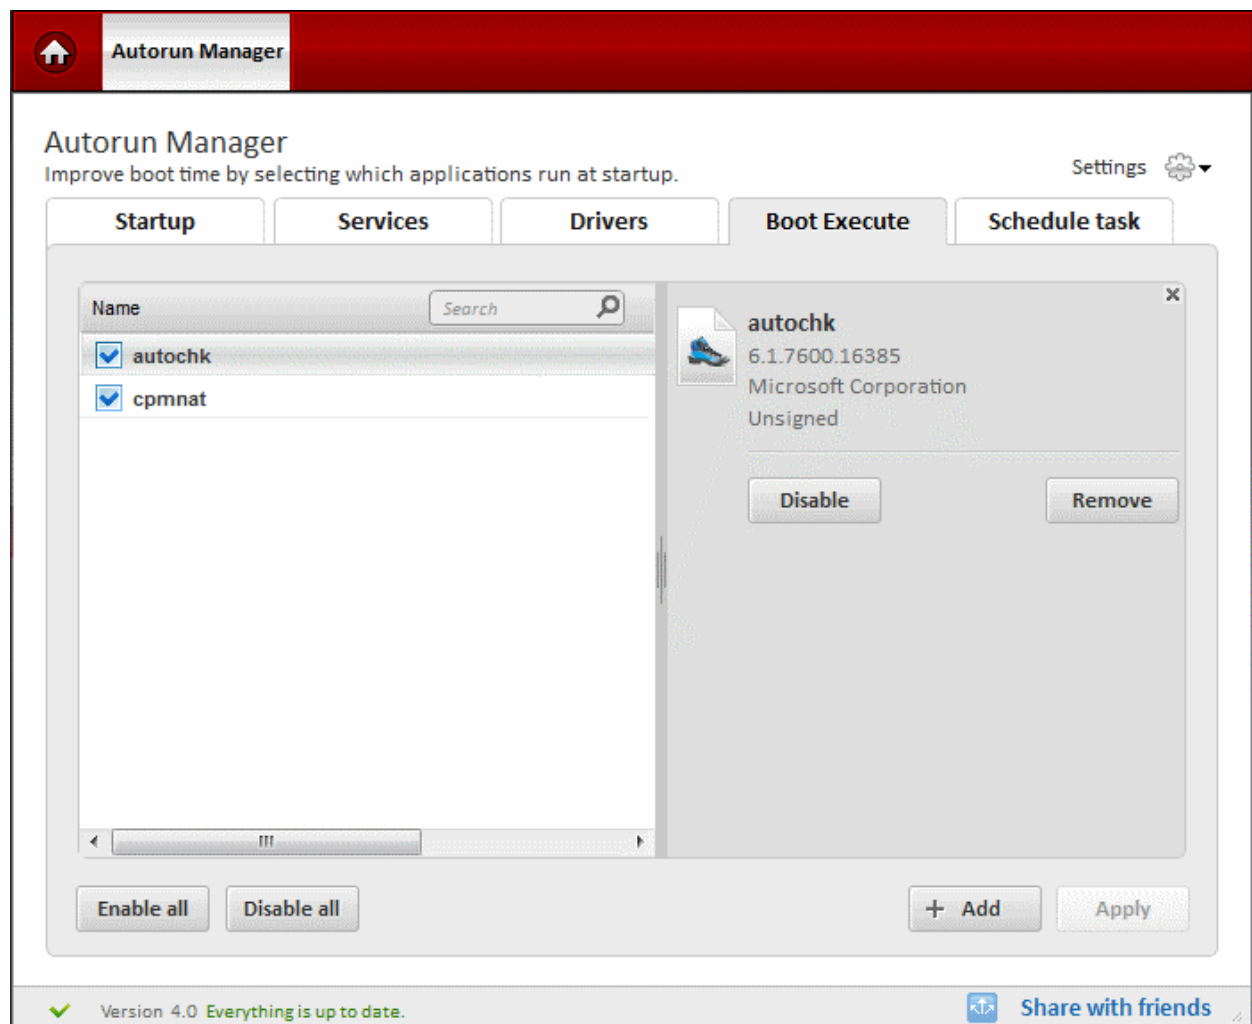 Autorun Manager
Autorun Manager
Improve boot time by selecting which applications run at startup.
Settings
Startup Services Drivers Boot Execute Schedule task
Name Search
autochk
cpmnat
autochk
6.1.7600.16385
Microsoft Corporation
Unsigned
Disable Remove
Enable all Disable all + Add Apply
Version 4.0 Everything is up to date. Share with friends